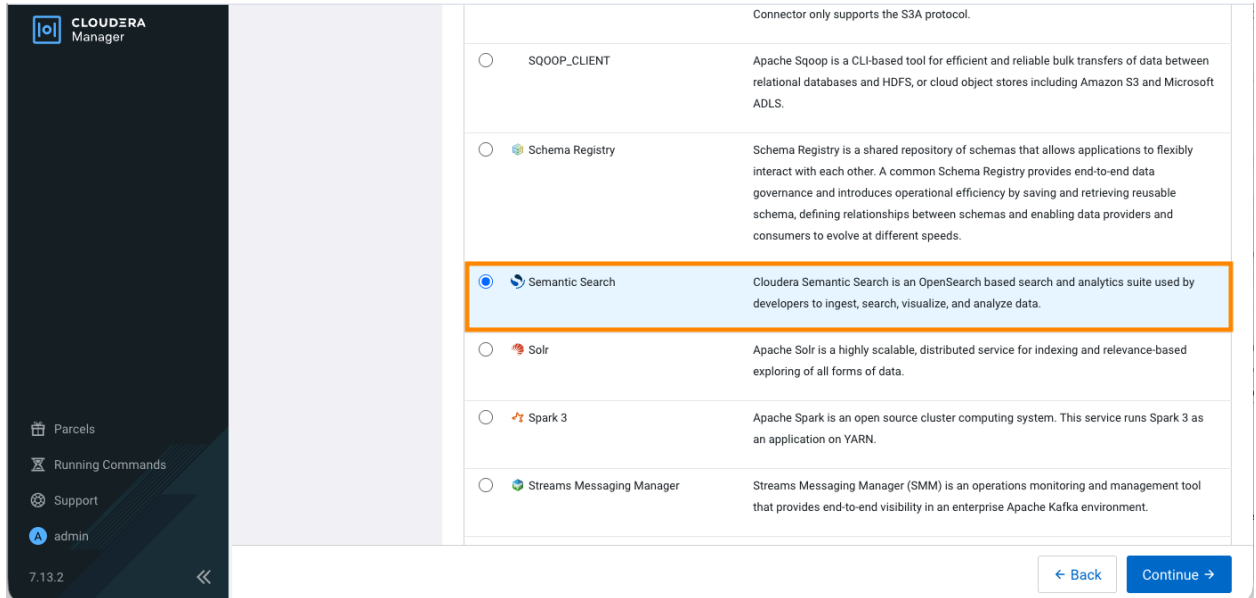 CLOUDERA
Manager
Connector only supports the S3A protocol.
SQOOP_CLIENT
Apache Sqoop is a CLI-based tool for efficient and reliable bulk transfers of data between
relational databases and HDFS, or cloud object stores including Amazon S3 and Microsoft
ADLS.
Schema Registry
Schema Registry is a shared repository of schemas that allows applications to flexibly
interact with each other. A common Schema Registry provides end-to-end data
governance and introduces operational efficiency by saving and retrieving reusable
schema, defining relationships between schemas and enabling data providers and
consumers to evolve at different speeds.
Semantic Search
Cloudera Semantic Search is an OpenSearch based search and analytics suite used by
developers to ingest, search, visualize, and analyze data.
Solr
Apache Solr is a highly scalable, distributed service for indexing and relevance-based
exploring of all forms of data.
Spark 3
Apache Spark is an open source cluster computing system. This service runs Spark 3 as
an application on YARN.
Streams Messaging Manager
Streams Messaging Manager (SMM) is an operations monitoring and management tool
that provides end-to-end visibility in an enterprise Apache Kafka environment.
Parcels
Running Commands
Support
A admin
7.13.2
← Back
Continue →